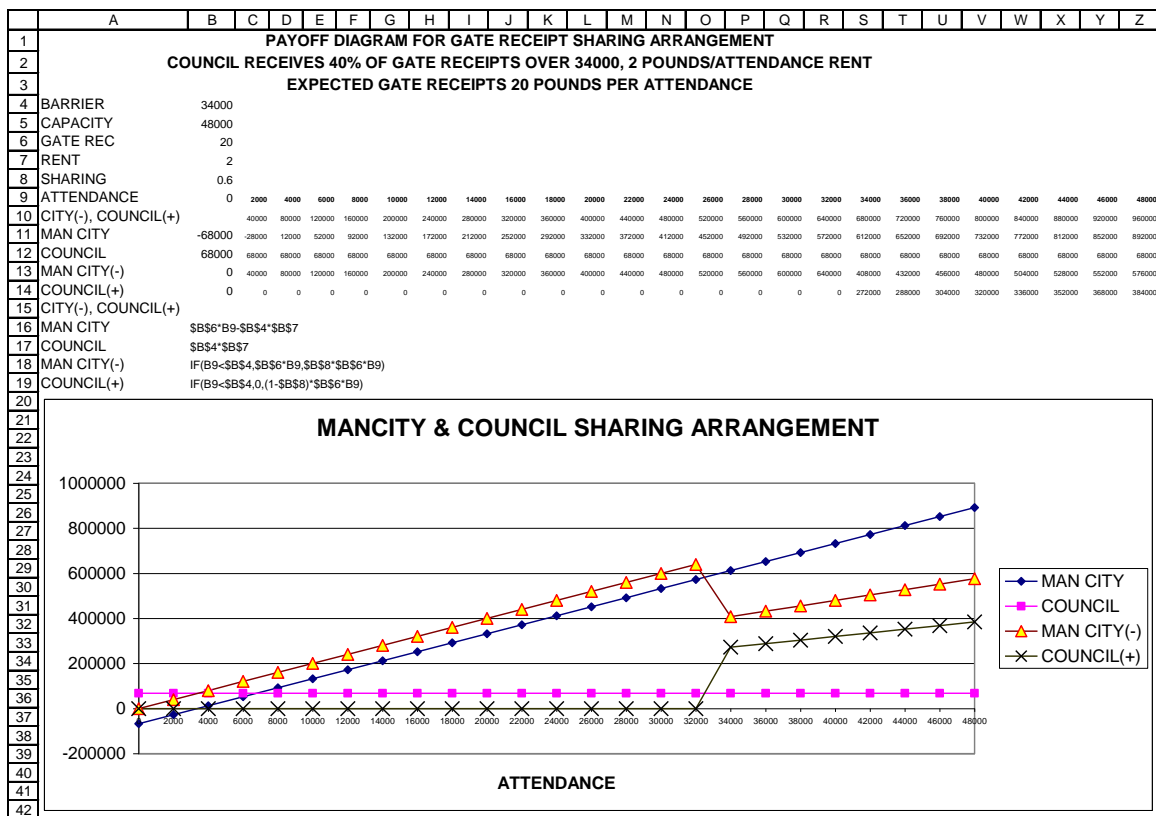 A B C D E F G H I J K L M N O P Q R S T U V W X Y Z
1 PAYOFF DIAGRAM FOR GATE RECEIPT SHARING ARRANGEMENT
2 COUNCIL RECEIVES 40% OF GATE RECEIPTS OVER 34000, 2 POUNDS/ATTENDANCE RENT
3 EXPECTED GATE RECEIPTS 20 POUNDS PER ATTENDANCE
4 BARRIER 34000
5 CAPACITY 48000
6 GATE REC 20
7 RENT 2
8 SHARING 0.6
9 ATTENDANCE 0 2000 4000 6000 8000 10000 12000 14000 16000 18000 20000 22000 24000 26000 28000 30000 32000 34000 36000 38000 40000 42000 44000 46000 48000
10 CITY(-), COUNCIL(+) 40000 80000 120000 160000 200000 240000 280000 320000 360000 400000 440000 480000 520000 560000 600000 640000 680000 720000 760000 800000 840000 880000 920000 960000
11 MAN CITY -68000 -28000 12000 52000 92000 132000 172000 212000 252000 292000 332000 372000 412000 452000 492000 532000 572000 612000 652000 692000 732000 772000 812000 852000 892000
12 COUNCIL 68000 68000 68000 68000 68000 68000 68000 68000 68000 68000 68000 68000 68000 68000 68000 68000 68000 68000 68000 68000 68000 68000 68000 68000 68000
13 MAN CITY(-) 0 40000 80000 120000 160000 200000 240000 280000 320000 360000 400000 440000 480000 520000 560000 600000 640000 408000 432000 456000 480000 504000 528000 552000 576000
14 COUNCIL(+) 0 0 0 0 0 0 0 0 0 0 0 0 0 0 0 0 0 272000 288000 304000 320000 336000 352000 368000 384000
15 CITY(-), COUNCIL(+)
16 MAN CITY $B$6*B9-$B$4*$B$7
17 COUNCIL $B$4*$B$7
18 MAN CITY(-) IF(B9<$B$4,$B$6*B9,$B$8*$B$6*B9)
19 COUNCIL(+) IF(B9<$B$4,0,(1-$B$8)*$B$6*B9)
20
21
22
23
24
25
26
27
28
29
30
31
32
33
34
35
36
37
38
39
40
41
42
MANCITY & COUNCIL SHARING ARRANGEMENT
1000000
800000
600000
400000
200000
0
-200000
2000 4000 6000 8000 10000 12000 14000 16000 18000 20000 22000 24000 26000 28000 30000 32000 34000 36000 38000 40000 42000 44000 46000 48000
ATTENDANCE
MAN CITY
COUNCIL
MAN CITY(-)
COUNCIL(+)